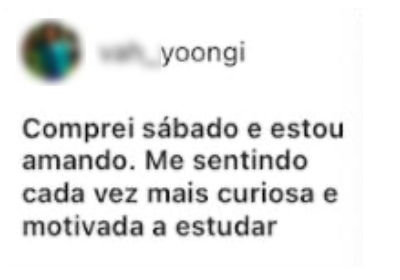 yoongi
Comprei sábado e estou
amando. Me sentindo
cada vez mais curiosa e
motivada a estudar